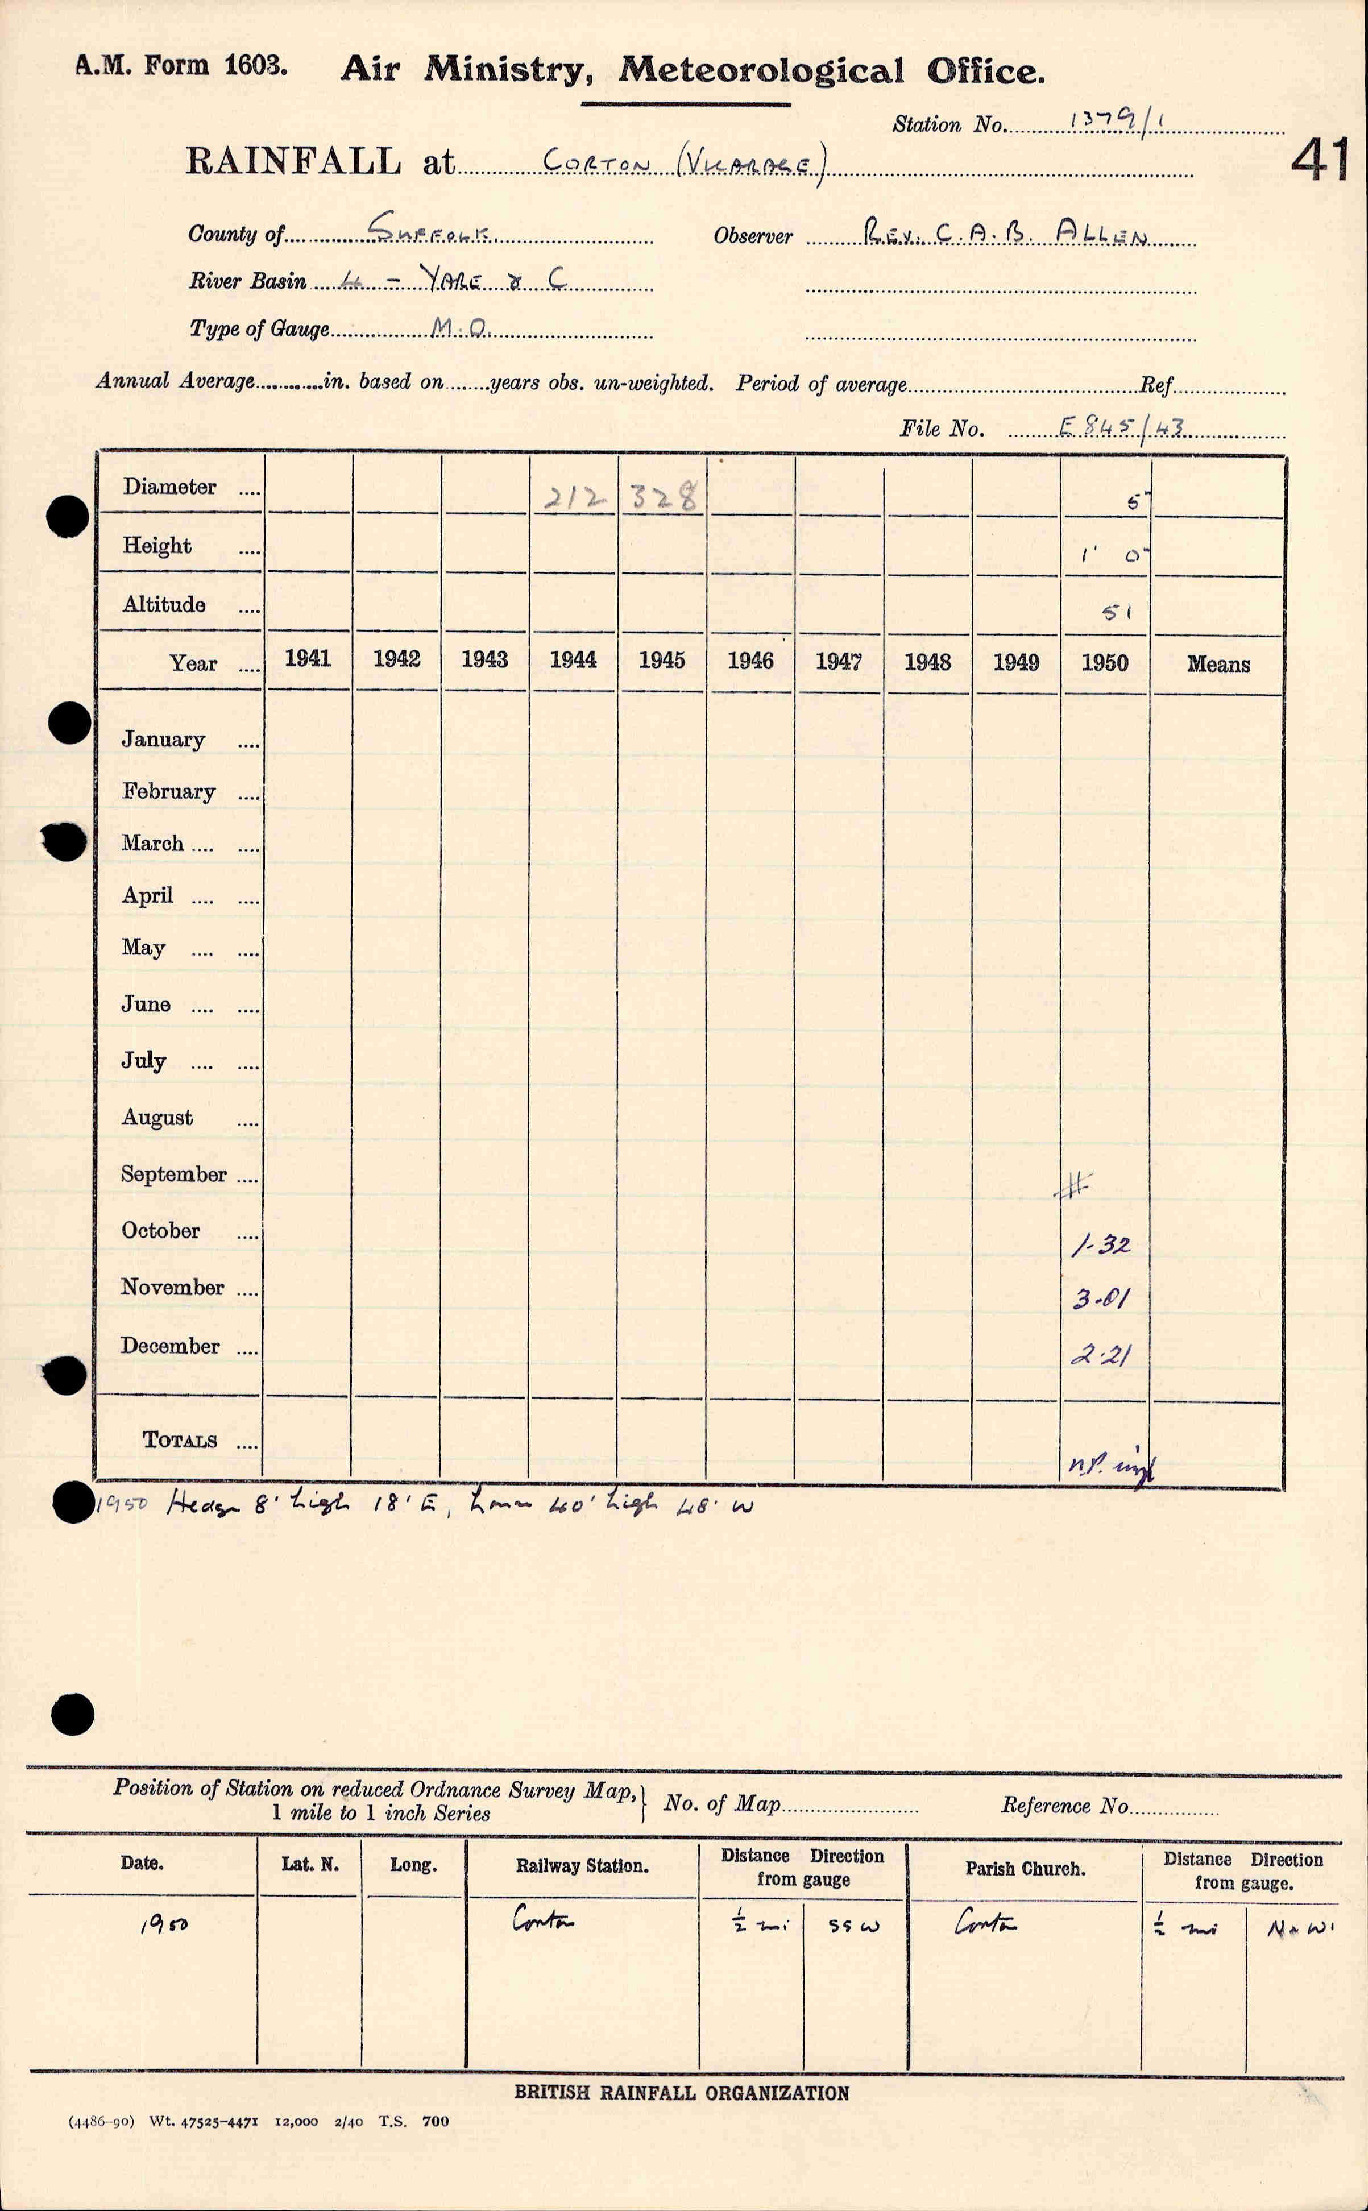 A.M. Form 1603. Air Ministry, Meteorological Office.
Station No. 1379/1
41
RAINFALL at CORTON (VICARAGE)
County of SUFFOLK Observer REV. C. A. B. ALLEN
River Basin 4 - YARE & C
Type of Gauge M.O.
Annual Average in. based on years obs. un-weighted. Period of average Ref
File No. E 845/43
Diameter 212 328 5"
Height 1' 0"
Altitude 51
Year 1941 1942 1943 1944 1945 1946 1947 1948 1949 1950 Means
January
February
March
April
May
June
July
August
September #
October 1.32
November 3.01
December 2.21
TOTALS n.p.
1950 Hedge 8' high 18' E, 40' high 48' W
Position of Station on reduced Ordnance Survey Map, } No. of Map Reference No.
1 mile to 1 inch Series
Date. Lat. N. Long. Railway Station. Distance Direction from gauge Parish Church. Distance Direction from gauge.
1950 Corton ½ mi SSW Corton ½ mi
BRITISH RAINFALL ORGANIZATION
(4486-90) Wt. 47525-4471 12,000 2/40 T.S. 700